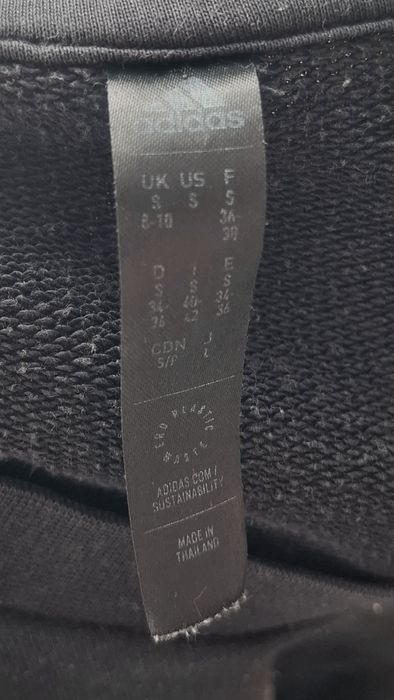 adidas
UK US F
S S S
8-10 36-
38
D I E
S S S
34- 40- 34
36 42 36
CDN J
S/P L
END PLASTIC WASTE
ADIDAS.COM/
SUSTAINABILITY
MADE IN
THAILAND